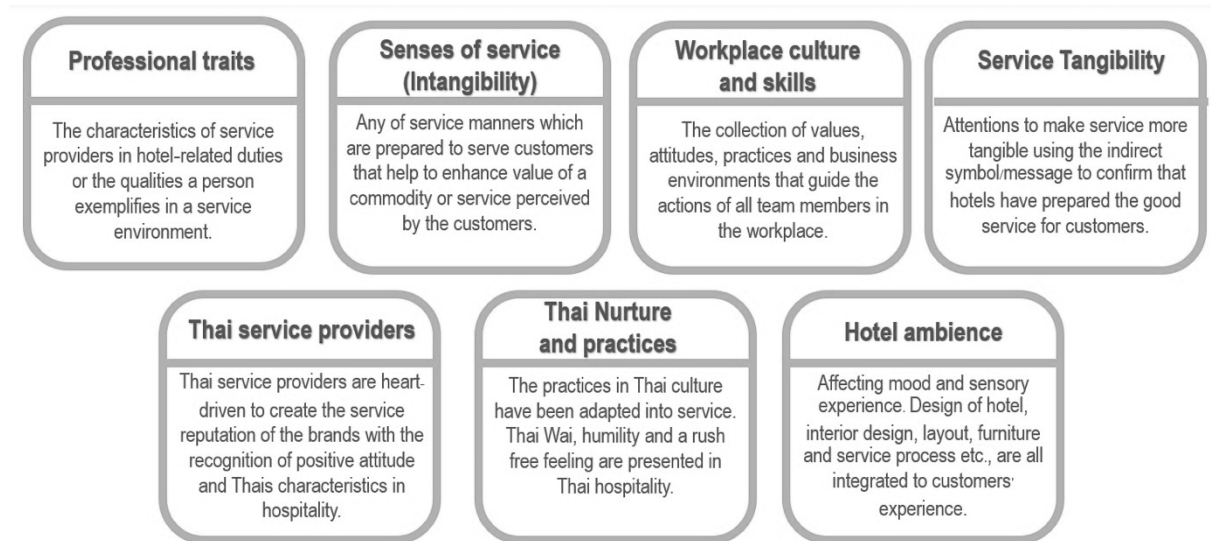 Professional traits
The characteristics of service
providers in hotel-related duties
or the qualities a person
exemplifies in a service
environment.
Senses of service
(Intangibility)
Any of service manners which
are prepared to serve customers
that help to enhance value of a
commodity or service perceived
by the customers.
Workplace culture
and skills
The collection of values,
attitudes, practices and business
environments that guide the
actions of all team members in
the workplace.
Service Tangibility
Attentions to make service more
tangible using the indirect
symbol/message to confirm that
hotels have prepared the good
service for customers.
Thai service providers
Thai service providers are heart-
driven to create the service
reputation of the brands with the
recognition of positive attitude
and Thais characteristics in
hospitality.
Thai Nurture
and practices
The practices in Thai culture
have been adapted into service.
Thai Wai, humility and a rush
free feeling are presented in
Thai hospitality.
Hotel ambience
Affecting mood and sensory
experience. Design of hotel,
interior design, layout, furniture
and service process etc., are all
integrated to customers'
experience.